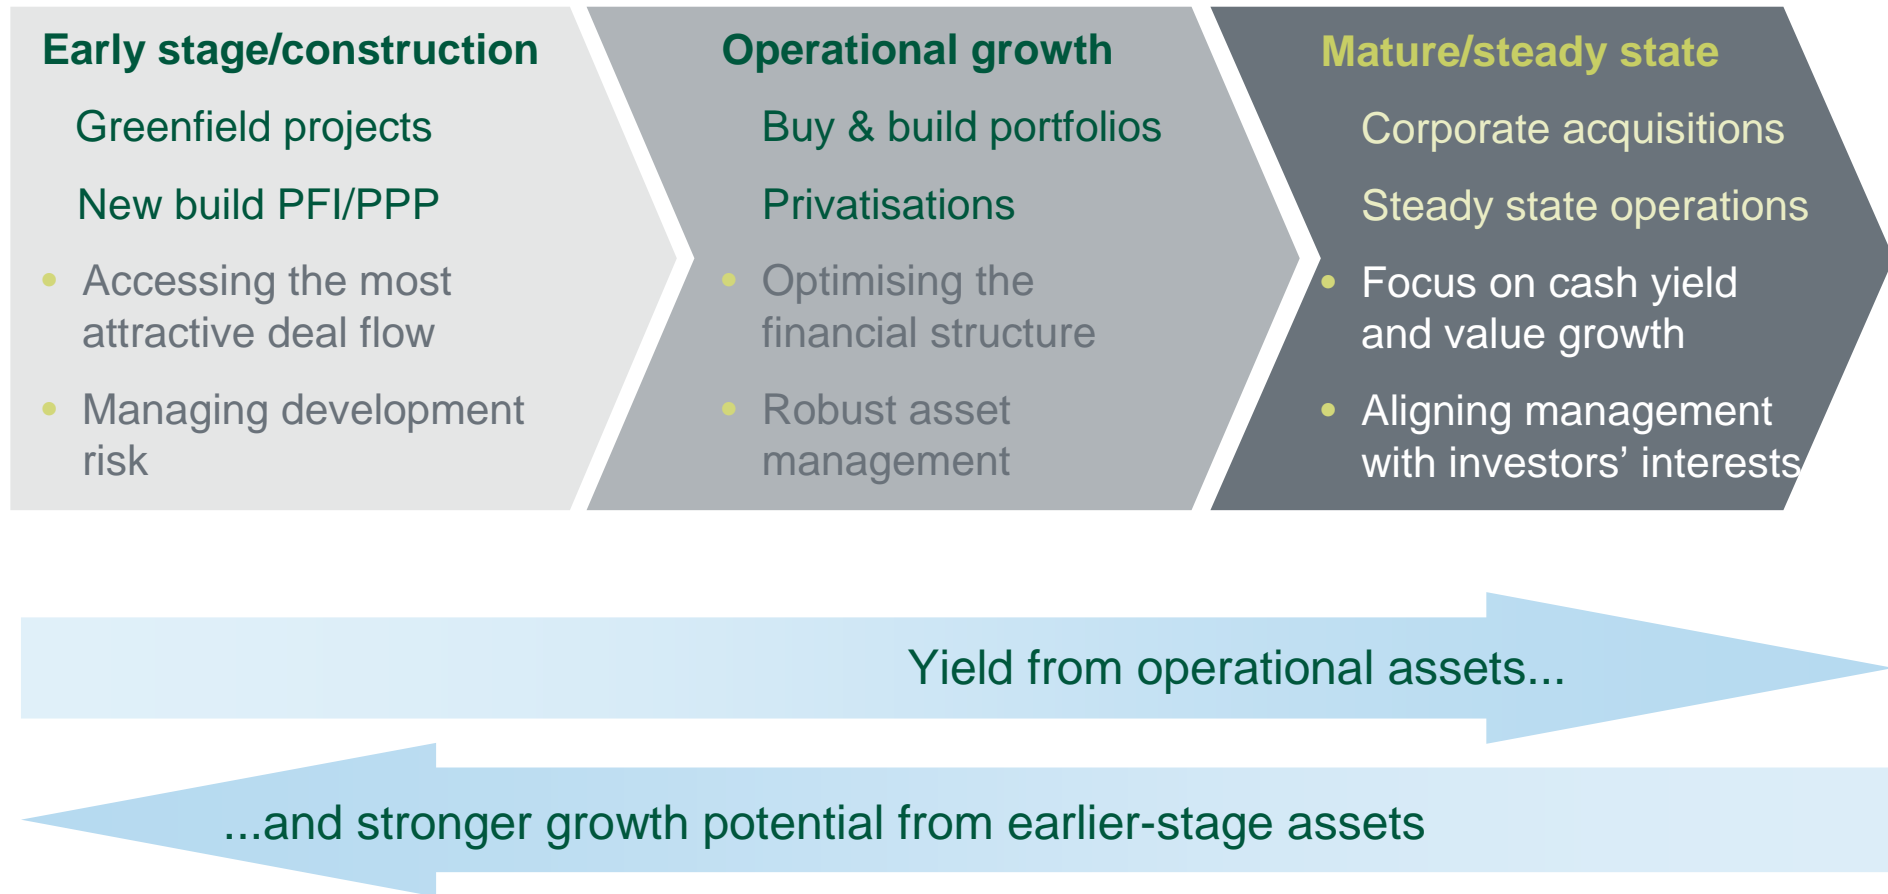 Early stage/construction
Greenfield projects
New build PFI/PPP
• Accessing the most
attractive deal flow
• Managing development
risk
Operational growth
Buy & build portfolios
Privatisations
• Optimising the
financial structure
• Robust asset
management
Mature/steady state
Corporate acquisitions
Steady state operations
• Focus on cash yield
and value growth
• Aligning management
with investors’ interests
Yield from operational assets...
...and stronger growth potential from earlier-stage assets